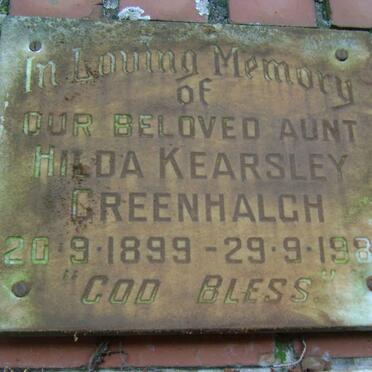 In Loving Memory
of
OUR BELOVED AUNT
HILDA KEARSLEY
GREENHALGH
20·9·1899 - 29·9·198
"GOD BLESS."